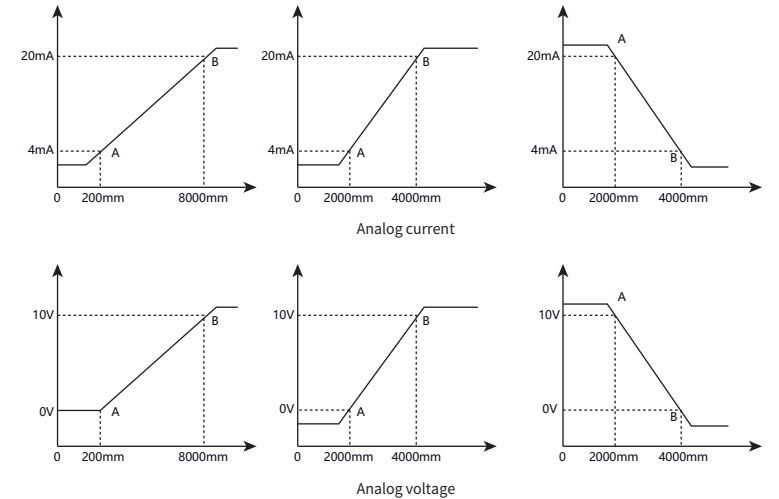 20mA 20mA 20mA A
B B
4mA A 4mA A 4mA B
0 200mm 8000mm 0 2000mm 4000mm 0 2000mm 4000mm
Analog current
A
10V B 10V B 10V
0V A 0V A 0V B
0 200mm 8000mm 0 2000mm 4000mm 0 2000mm 4000mm
Analog voltage